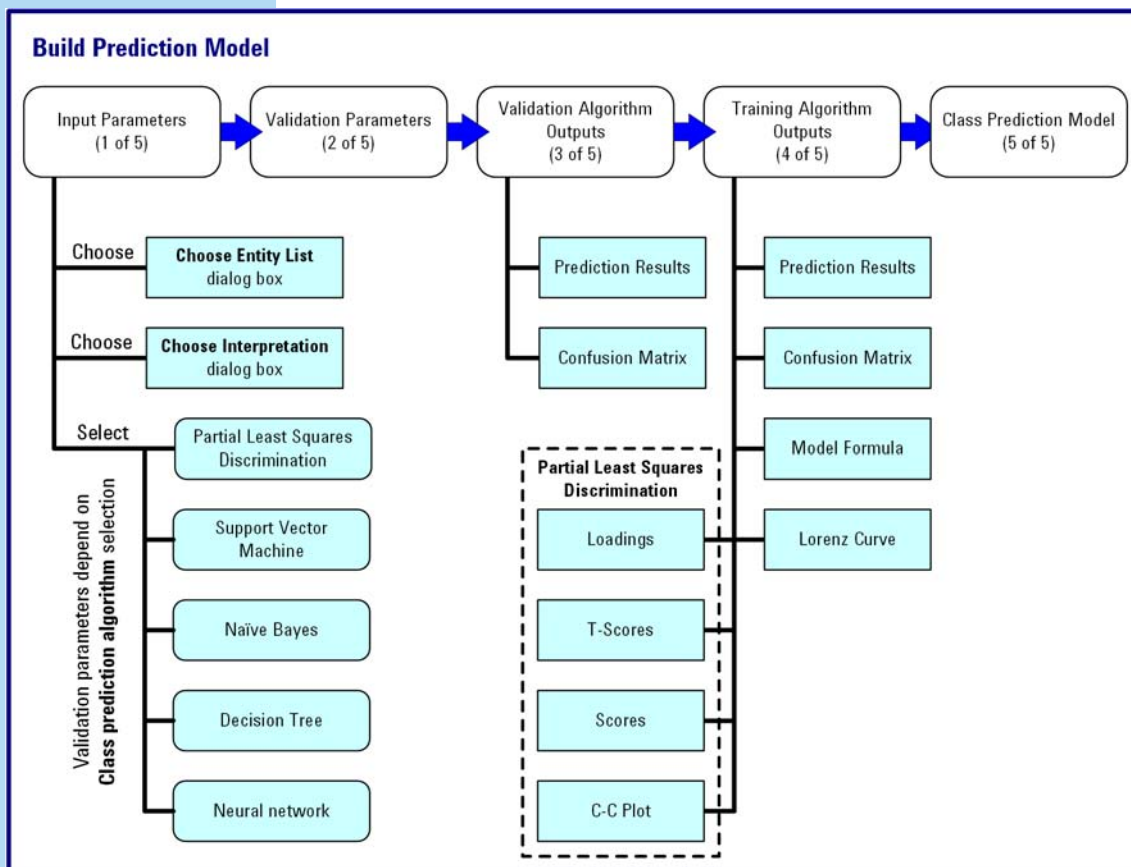 Build Prediction Model
Input Parameters
(1 of 5)
Validation Parameters
(2 of 5)
Validation Algorithm
Outputs
(3 of 5)
Training Algorithm
Outputs
(4 of 5)
Class Prediction Model
(5 of 5)
Choose
Choose Entity List
dialog box
Choose
Choose Interpretation
dialog box
Select
Partial Least Squares
Discrimination
Support Vector
Machine
Naïve Bayes
Decision Tree
Neural network
Validation parameters depend on
Class prediction algorithm selection
Prediction Results
Confusion Matrix
Partial Least Squares
Discrimination
Loadings
T-Scores
Scores
C-C Plot
Prediction Results
Confusion Matrix
Model Formula
Lorenz Curve